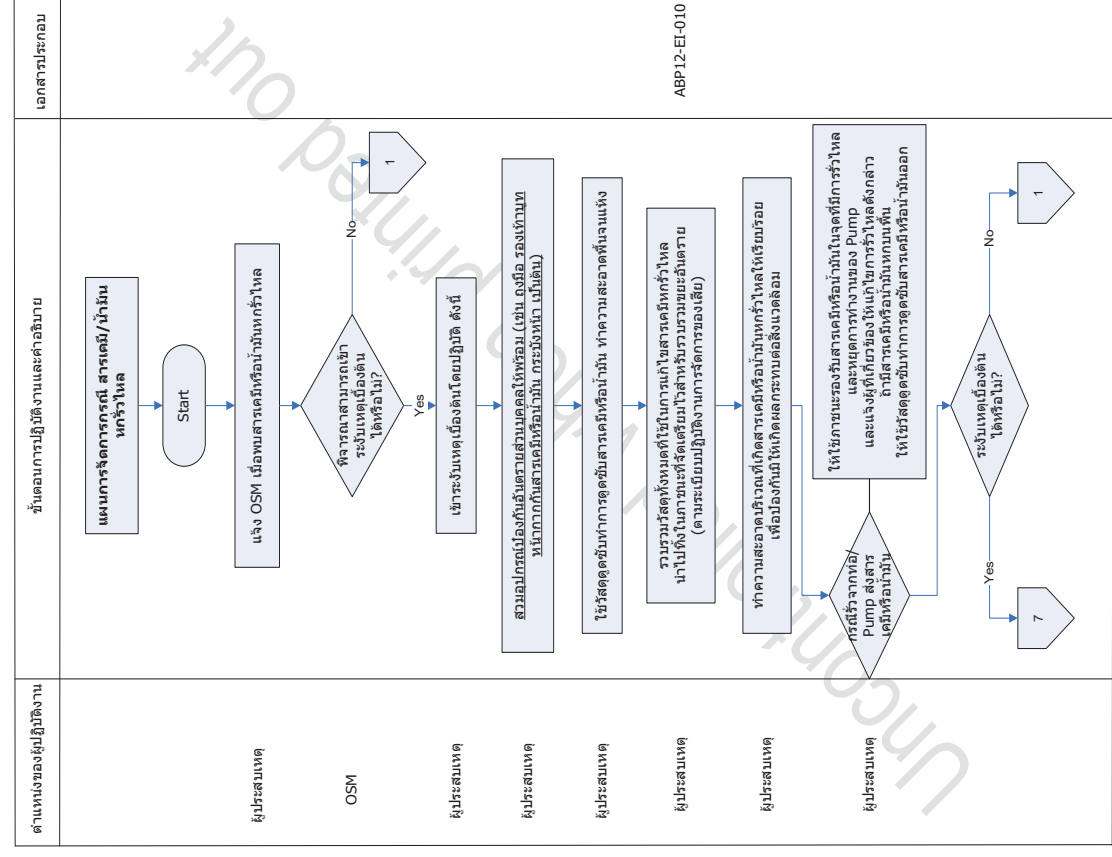 ตำแหน่งของผู้ปฏิบัติงาน
ขั้นตอนการปฏิบัติงานและคำอธิบาย
เอกสารประกอบ
แผนการจัดการกรณี สารเคมี/น้ำมัน
หกรั่วไหล
Start
ผู้ประสบเหตุ
แจ้ง OSM เมื่อพบสารเคมีหรือน้ำมันหกรั่วไหล
OSM
พิจารณาสามารถเข้า
ระงับเหตุเบื้องต้น
ได้หรือไม่?
No
1
Yes
ผู้ประสบเหตุ
เข้าระงับเหตุเบื้องต้นโดยปฏิบัติ ดังนี้
ผู้ประสบเหตุ
สวมอุปกรณ์ป้องกันอันตรายส่วนบุคคลให้พร้อม (เช่น ถุงมือ รองเท้าบูท
หน้ากากกันสารเคมีหรือน้ำมัน กระบังหน้า เป็นต้น)
ผู้ประสบเหตุ
ใช้วัสดุดูดซับทำการดูดซับสารเคมีหรือน้ำมัน ทำความสะอาดพื้นจนแห้ง
ผู้ประสบเหตุ
รวบรวมวัสดุทั้งหมดที่ใช้ในการแก้ไขสารเคมีหกรั่วไหล
นำไปทิ้งในภาชนะที่จัดเตรียมไว้สำหรับรวบรวมขยะอันตราย
(ตามระเบียบปฏิบัติงานการจัดการของเสีย)
ABP12-EI-010
ผู้ประสบเหตุ
ทำความสะอาดบริเวณที่เกิดสารเคมีหรือน้ำมันหกรั่วไหลให้เรียบร้อย
เพื่อป้องกันมิให้เกิดผลกระทบต่อสิ่งแวดล้อม
ผู้ประสบเหตุ
กรณีรั่วจากท่อ/
Pump ส่งสาร
เคมีหรือน้ำมัน
ให้ใช้ภาชนะรองรับสารเคมีหรือน้ำมันในจุดที่มีการรั่วไหล
และหยุดการทำงานของ Pump
และแจ้งผู้ที่เกี่ยวข้องให้แก้ไขการรั่วไหลดังกล่าว
ถ้ามีสารเคมีหรือน้ำมันหกบนพื้น
ให้ใช้วัสดุดูดซับทำการดูดซับสารเคมีหรือน้ำมันออก
ระงับเหตุเบื้องต้น
ได้หรือไม่?
Yes
7
No
1
Uncontrolled when printed out